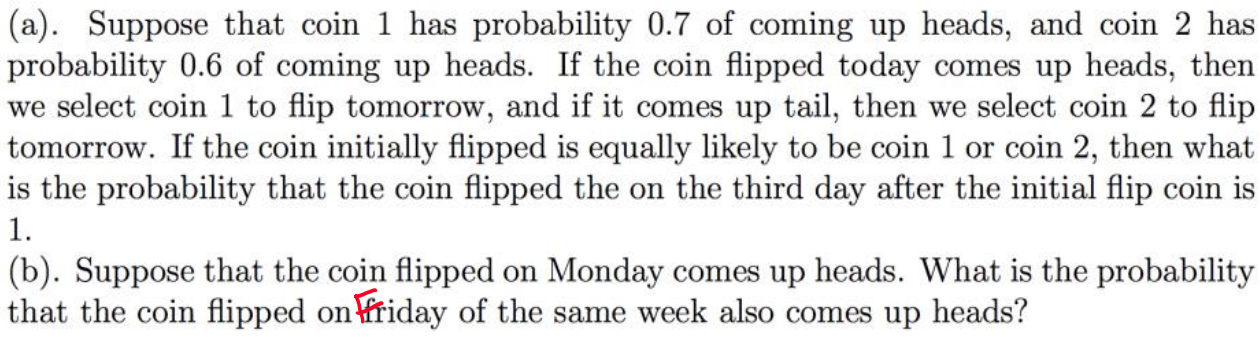 (a). Suppose that coin 1 has probability 0.7 of coming up heads, and coin 2 has
probability 0.6 of coming up heads. If the coin flipped today comes up heads, then
we select coin 1 to flip tomorrow, and if it comes up tail, then we select coin 2 to flip
tomorrow. If the coin initially flipped is equally likely to be coin 1 or coin 2, then what
is the probability that the coin flipped the on the third day after the initial flip coin is
1.
(b). Suppose that the coin flipped on Monday comes up heads. What is the probability
that the coin flipped on Friday of the same week also comes up heads?